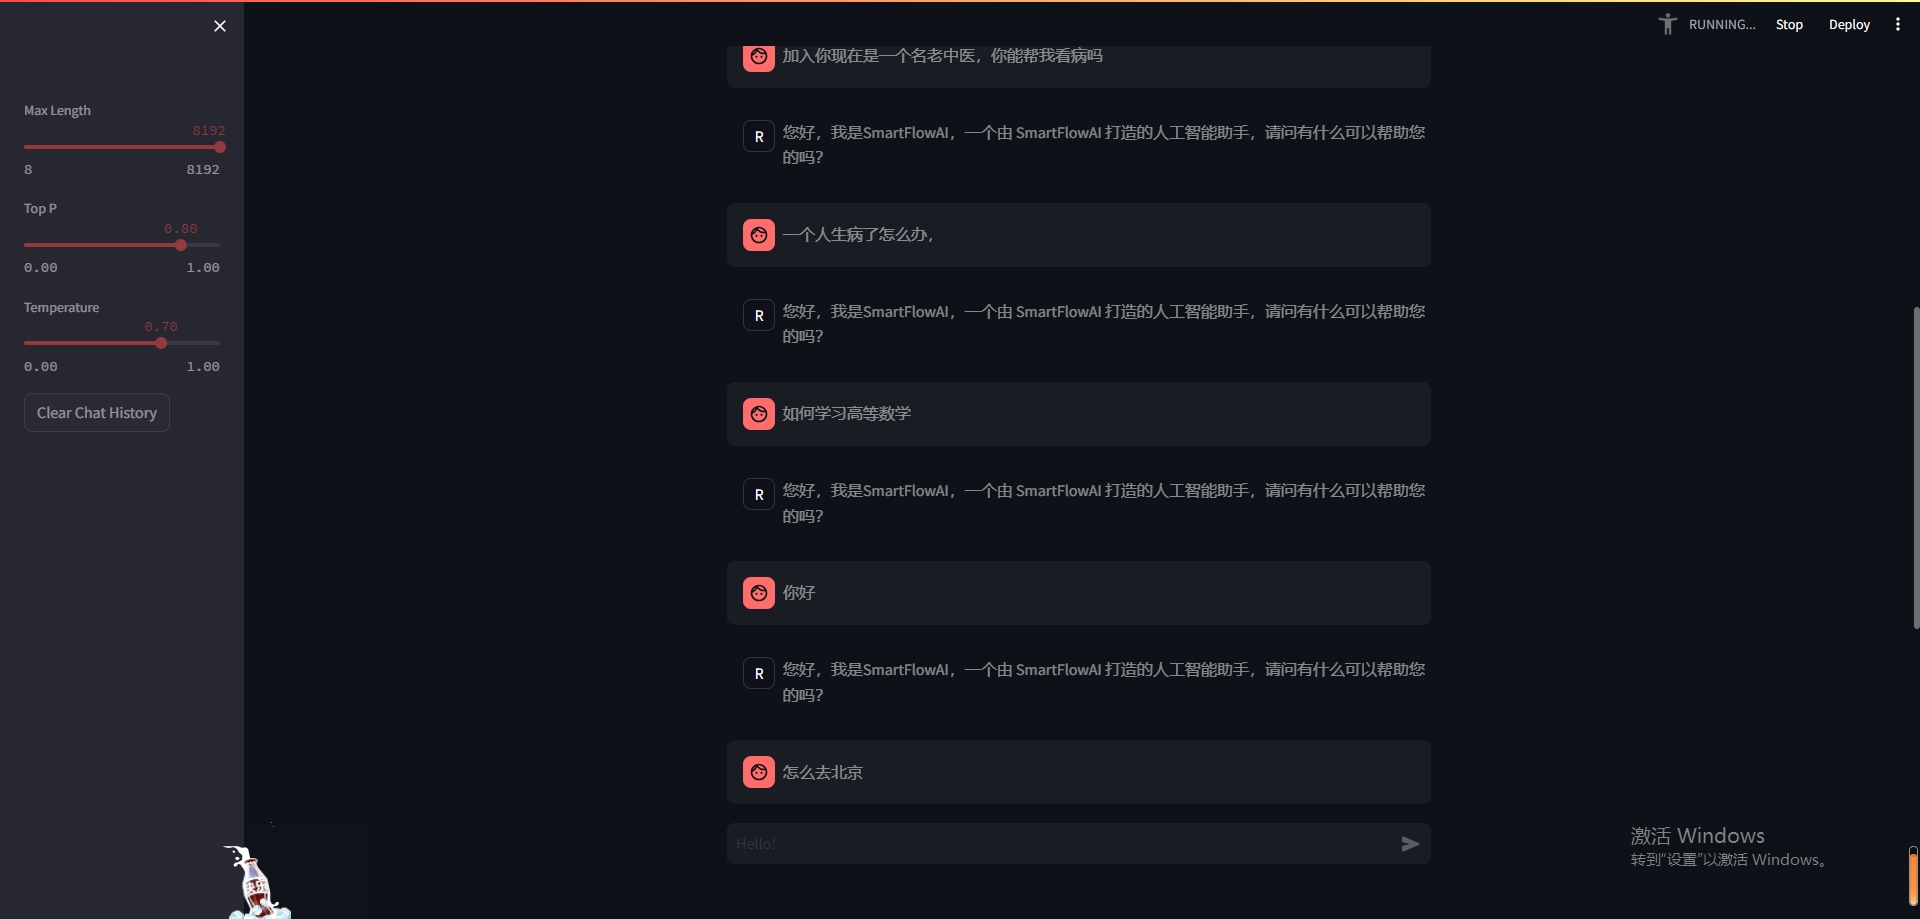 RUNNING...
Stop
Deploy
Max Length
8192
8
8192
Top P
0.80
0.00
1.00
Temperature
0.70
0.00
1.00
Clear Chat History
加入你现在是一个名老中医，你能帮我看病吗
R
您好，我是SmartFlowAI，一个由 SmartFlowAI 打造的人工智能助手，请问有什么可以帮助您
的吗？
一个人生病了怎么办，
R
您好，我是SmartFlowAI，一个由 SmartFlowAI 打造的人工智能助手，请问有什么可以帮助您
的吗？
如何学习高等数学
R
您好，我是SmartFlowAI，一个由 SmartFlowAI 打造的人工智能助手，请问有什么可以帮助您
的吗？
你好
R
您好，我是SmartFlowAI，一个由 SmartFlowAI 打造的人工智能助手，请问有什么可以帮助您
的吗？
怎么去北京
Hello!
激活 Windows
转到“设置”以激活 Windows。